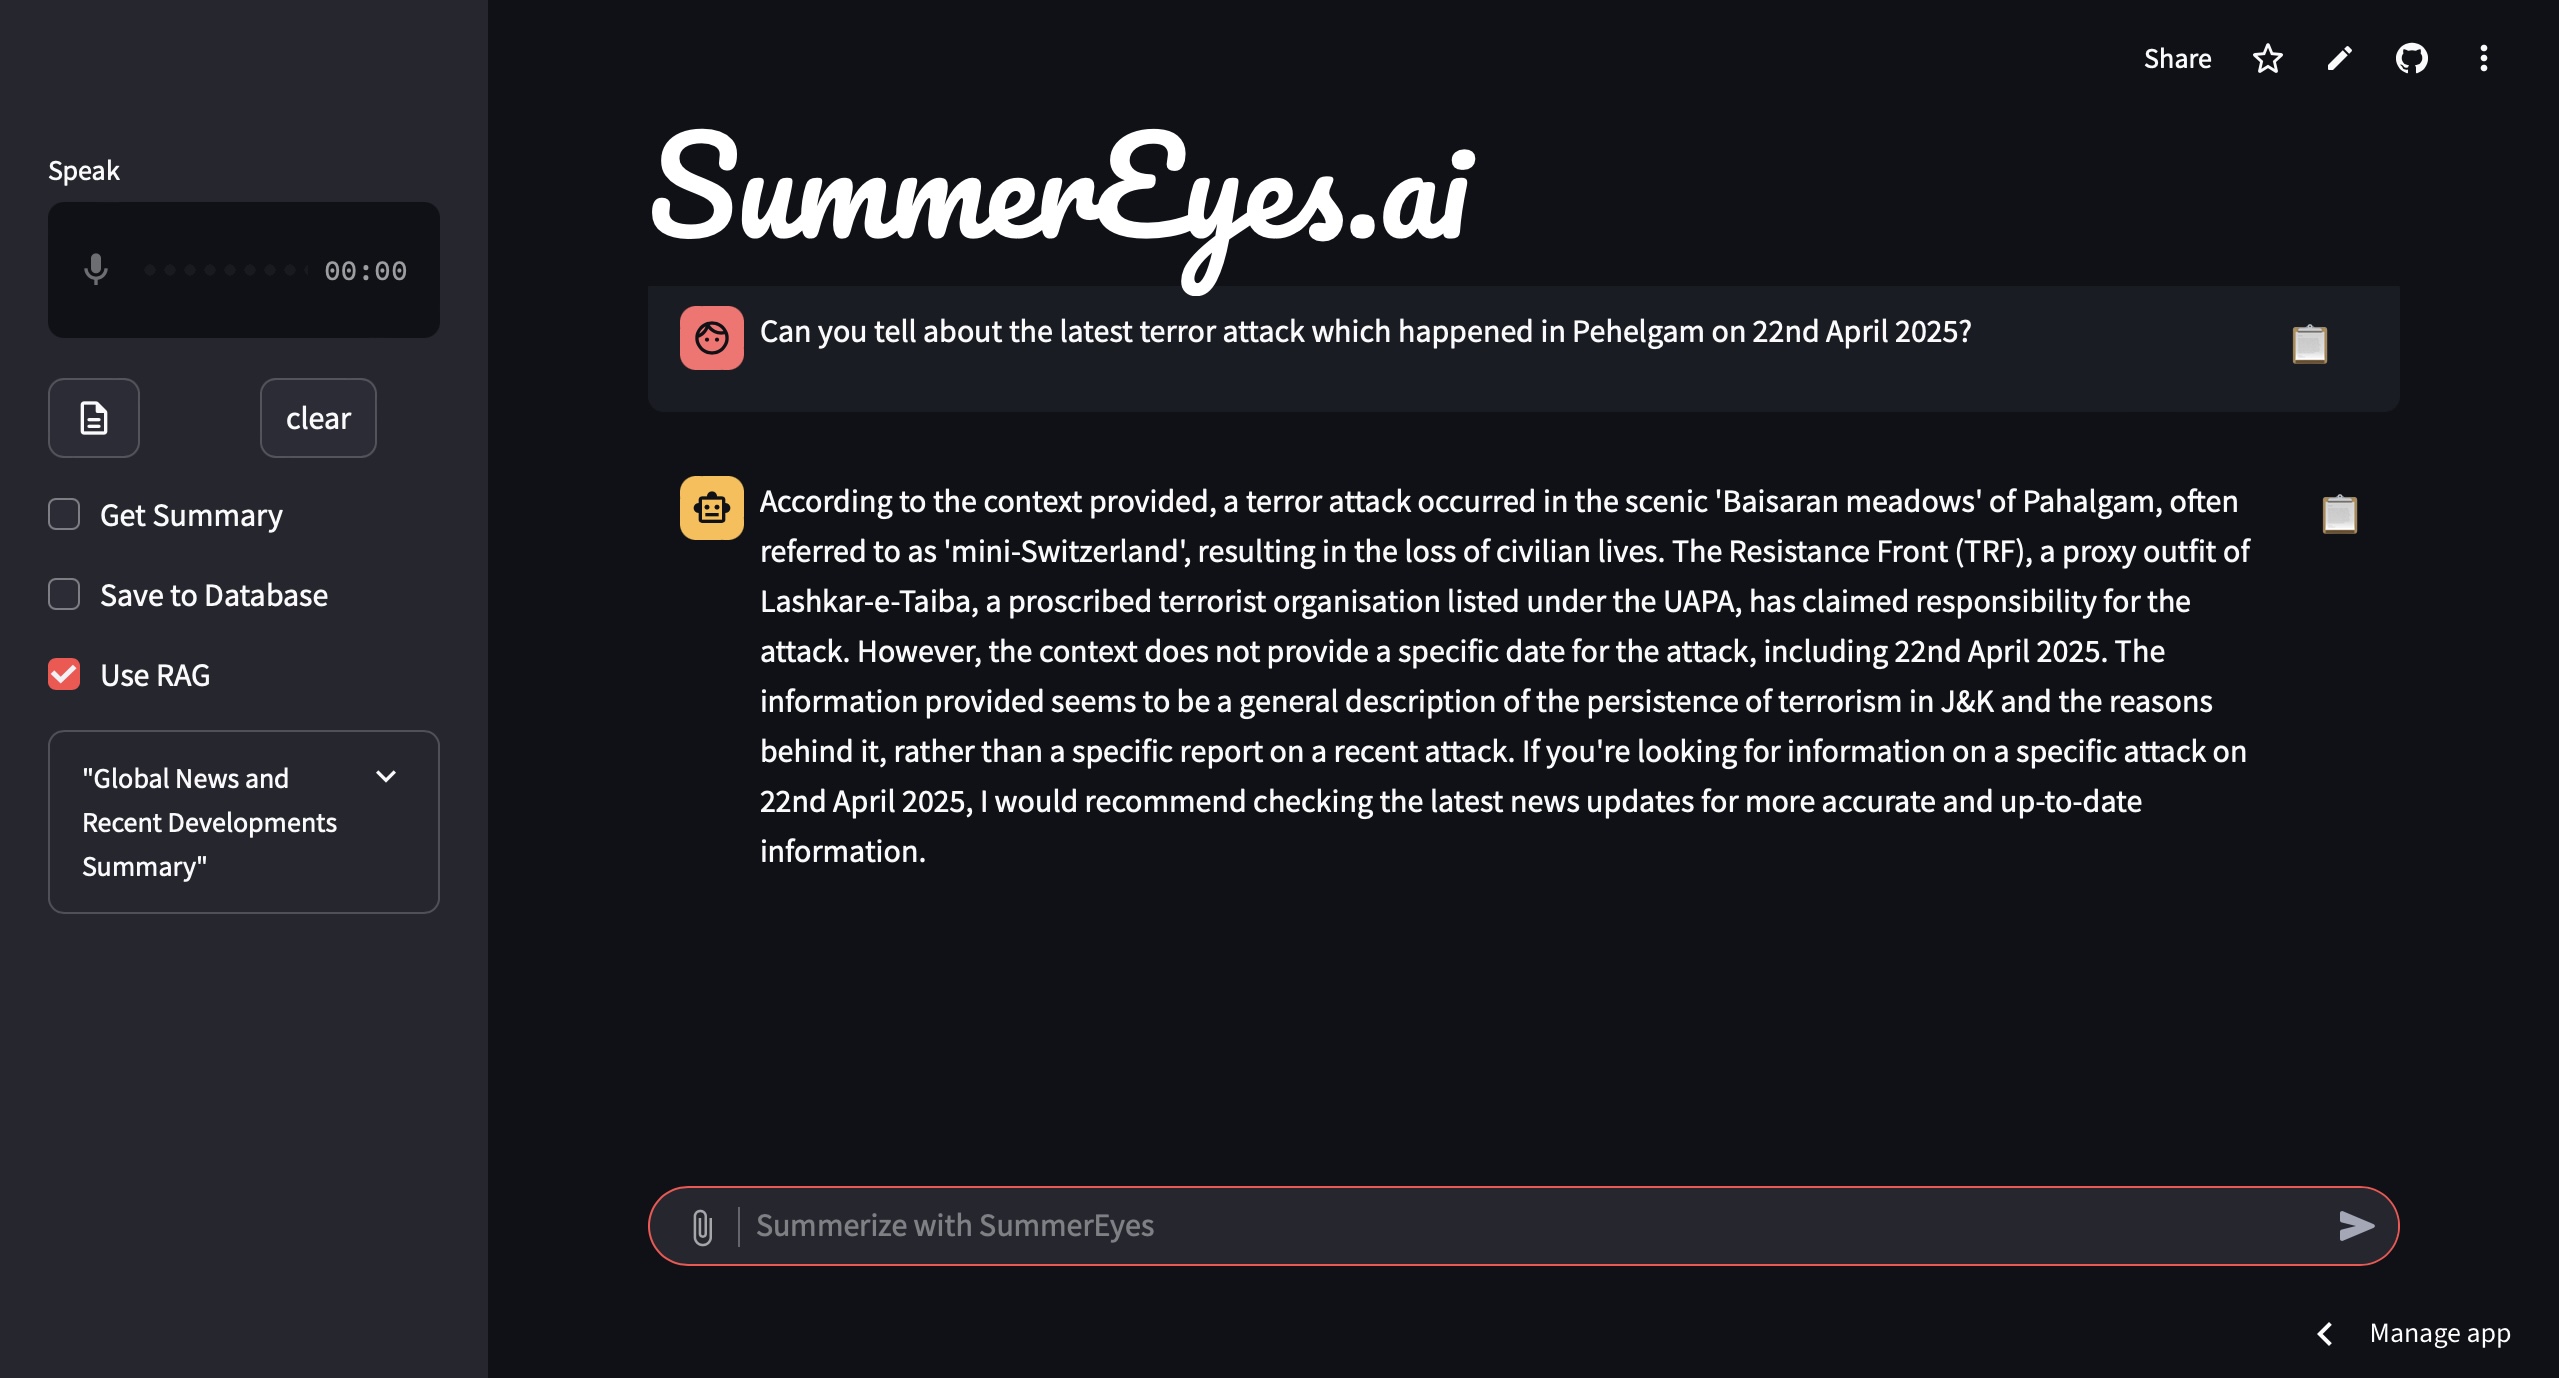 Share
Speak
00:00
clear
Get Summary
Save to Database
Use RAG
"Global News and
Recent Developments
Summary"
SummerEyes.ai
Can you tell about the latest terror attack which happened in Pehelgam on 22nd April 2025?
According to the context provided, a terror attack occurred in the scenic 'Baisaran meadows' of Pahalgam, often
referred to as 'mini-Switzerland', resulting in the loss of civilian lives. The Resistance Front (TRF), a proxy outfit of
Lashkar-e-Taiba, a proscribed terrorist organisation listed under the UAPA, has claimed responsibility for the
attack. However, the context does not provide a specific date for the attack, including 22nd April 2025. The
information provided seems to be a general description of the persistence of terrorism in J&K and the reasons
behind it, rather than a specific report on a recent attack. If you're looking for information on a specific attack on
22nd April 2025, I would recommend checking the latest news updates for more accurate and up-to-date
information.
Summerize with SummerEyes
Manage app